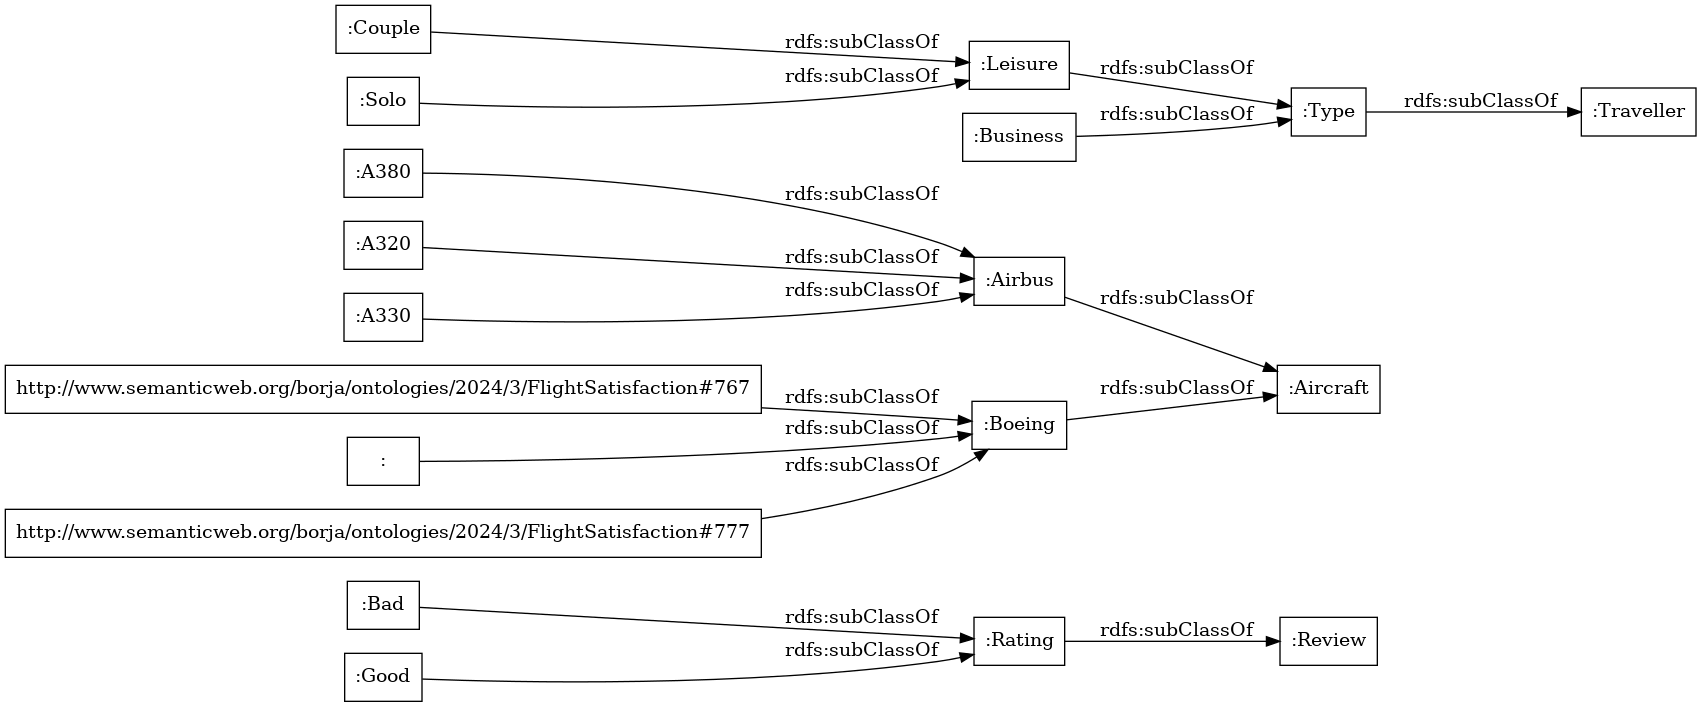 :Couple
rdfs:subClassOf
:Leisure
rdfs:subClassOf
:Solo
rdfs:subClassOf
:Type
rdfs:subClassOf
:Traveller
:Business
rdfs:subClassOf
:A380
rdfs:subClassOf
:A320
rdfs:subClassOf
:Airbus
rdfs:subClassOf
:A330
rdfs:subClassOf
http://www.semanticweb.org/borja/ontologies/2024/3/FlightSatisfaction#767
rdfs:subClassOf
:Boeing
rdfs:subClassOf
:Aircraft
:
rdfs:subClassOf
http://www.semanticweb.org/borja/ontologies/2024/3/FlightSatisfaction#777
rdfs:subClassOf
:Bad
rdfs:subClassOf
:Rating
rdfs:subClassOf
:Review
:Good
rdfs:subClassOf